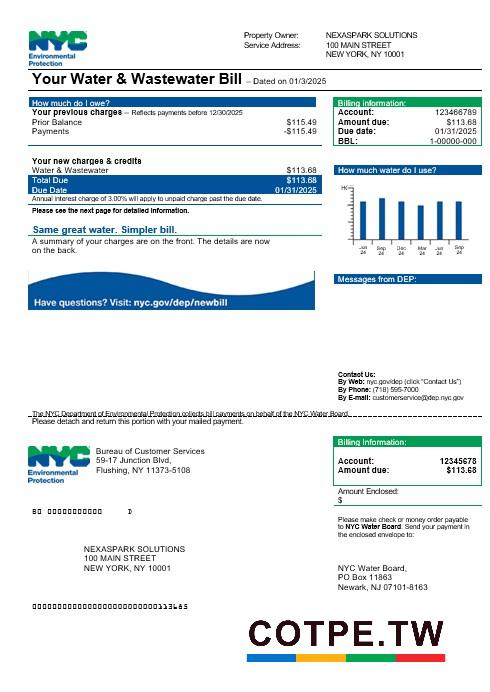 NYC
Environmental
Protection
Property Owner: NEXASPARK SOLUTIONS
Service Address: 100 MAIN STREET
NEW YORK, NY 10001
Your Water & Wastewater Bill – Dated on 01/3/2025
How much do I owe?
Your previous charges – Reflects payments before 12/30/2025
Prior Balance $115.49
Payments -$115.49
Your new charges & credits
Water & Wastewater $113.68
Total Due $113.68
Due Date 01/31/2025
Annual interest charge of 3.00% will apply to unpaid charge past the due date.
Please see the next page for detailed information.
Same great water. Simpler bill.
A summary of your charges are on the front. The details are now
on the back.
Have questions? Visit: nyc.gov/dep/newbill
Billing information:
Account: 123466789
Amount due: $113.68
Due date: 01/31/2025
BBL: 1-00000-000
How much water do I use?
Jun Sep Dec Mar Jun Sep
24 24 24 24 24 24
Messages from DEP:
Contact Us:
By Web: nyc.gov/dep (click "Contact Us")
By Phone: (718) 595-7000
By E-mail: customerservice@dep.nyc.gov
The NYC Department of Environmental Protection collects bill payments on behalf of the NYC Water Board.
Please detach and return this portion with your mailed payment.
NYC
Environmental
Protection
Bureau of Customer Services
59-17 Junction Blvd,
Flushing, NY 11373-5108
NEXASPARK SOLUTIONS
100 MAIN STREET
NEW YORK, NY 10001
Billing Information:
Account: 12345678
Amount due: $113.68
Amount Enclosed:
$
Please make check or money order payable
to NYC Water Board. Send your payment in
the enclosed envelope to:
NYC Water Board,
PO Box 11863
Newark, NJ 07101-8163
COTPE.TW